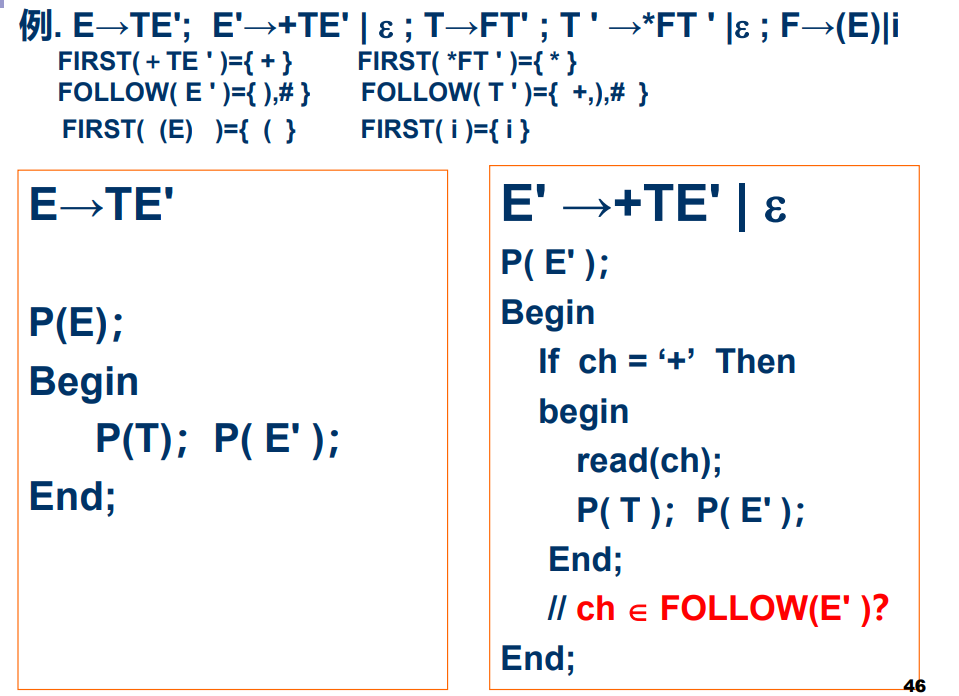 例. E→TE'; E'→+TE' | ε ; T→FT' ; T ' →*FT ' |ε ; F→(E)|i
FIRST( + TE ' )={ + } FIRST( *FT ' )={ * }
FOLLOW( E ' )={ ),# } FOLLOW( T ' )={ +,),# }
FIRST( (E) )={ ( } FIRST( i )={ i }
E→TE'
P(E);
Begin
P(T); P( E' );
End;
E' →+TE' | ε
P( E' );
Begin
If ch = ‘+’ Then
begin
read(ch);
P( T ); P( E' );
End;
// ch ∈ FOLLOW(E' )?
End;
46